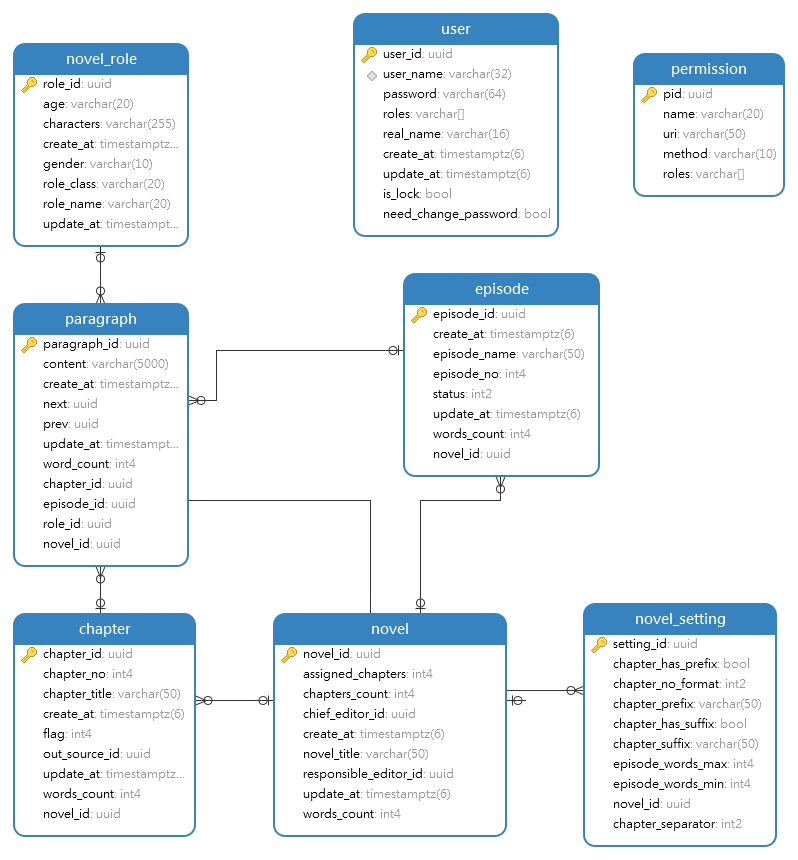 novel_role
role_id: uuid
age: varchar(20)
characters: varchar(255)
create_at: timestamptz...
gender: varchar(10)
role_class: varchar(20)
role_name: varchar(20)
update_at: timestampt...
user
user_id: uuid
user_name: varchar(32)
password: varchar(64)
roles: varchar[]
real_name: varchar(16)
create_at: timestamptz(6)
update_at: timestamptz(6)
is_lock: bool
need_change_password: bool
permission
pid: uuid
name: varchar(20)
uri: varchar(50)
method: varchar(10)
roles: varchar[]
paragraph
paragraph_id: uuid
content: varchar(5000)
create_at: timestamptz...
next: uuid
prev: uuid
update_at: timestampt...
word_count: int4
chapter_id: uuid
episode_id: uuid
role_id: uuid
novel_id: uuid
episode
episode_id: uuid
create_at: timestamptz(6)
episode_name: varchar(50)
episode_no: int4
status: int2
update_at: timestamptz(6)
words_count: int4
novel_id: uuid
chapter
chapter_id: uuid
chapter_no: int4
chapter_title: varchar(50)
create_at: timestamptz(6)
flag: int4
out_source_id: uuid
update_at: timestamptz...
words_count: int4
novel_id: uuid
novel
novel_id: uuid
assigned_chapters: int4
chapters_count: int4
chief_editor_id: uuid
create_at: timestamptz(6)
novel_title: varchar(50)
responsible_editor_id: uuid
update_at: timestamptz(6)
words_count: int4
novel_setting
setting_id: uuid
chapter_has_prefix: bool
chapter_no_format: int2
chapter_prefix: varchar(50)
chapter_has_suffix: bool
chapter_suffix: varchar(50)
episode_words_max: int4
episode_words_min: int4
novel_id: uuid
chapter_separator: int2